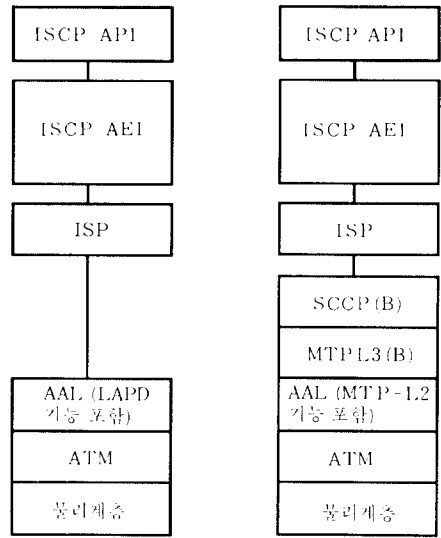 ISCP API
ISCP AEI
ISP
AAL (LAPD
기능 포함)
ATM
물리계층
ISCP API
ISCP AEI
ISP
SCCP(B)
MTP L3(B)
AAL (MTP-L2
기능 포함)
ATM
물리계층